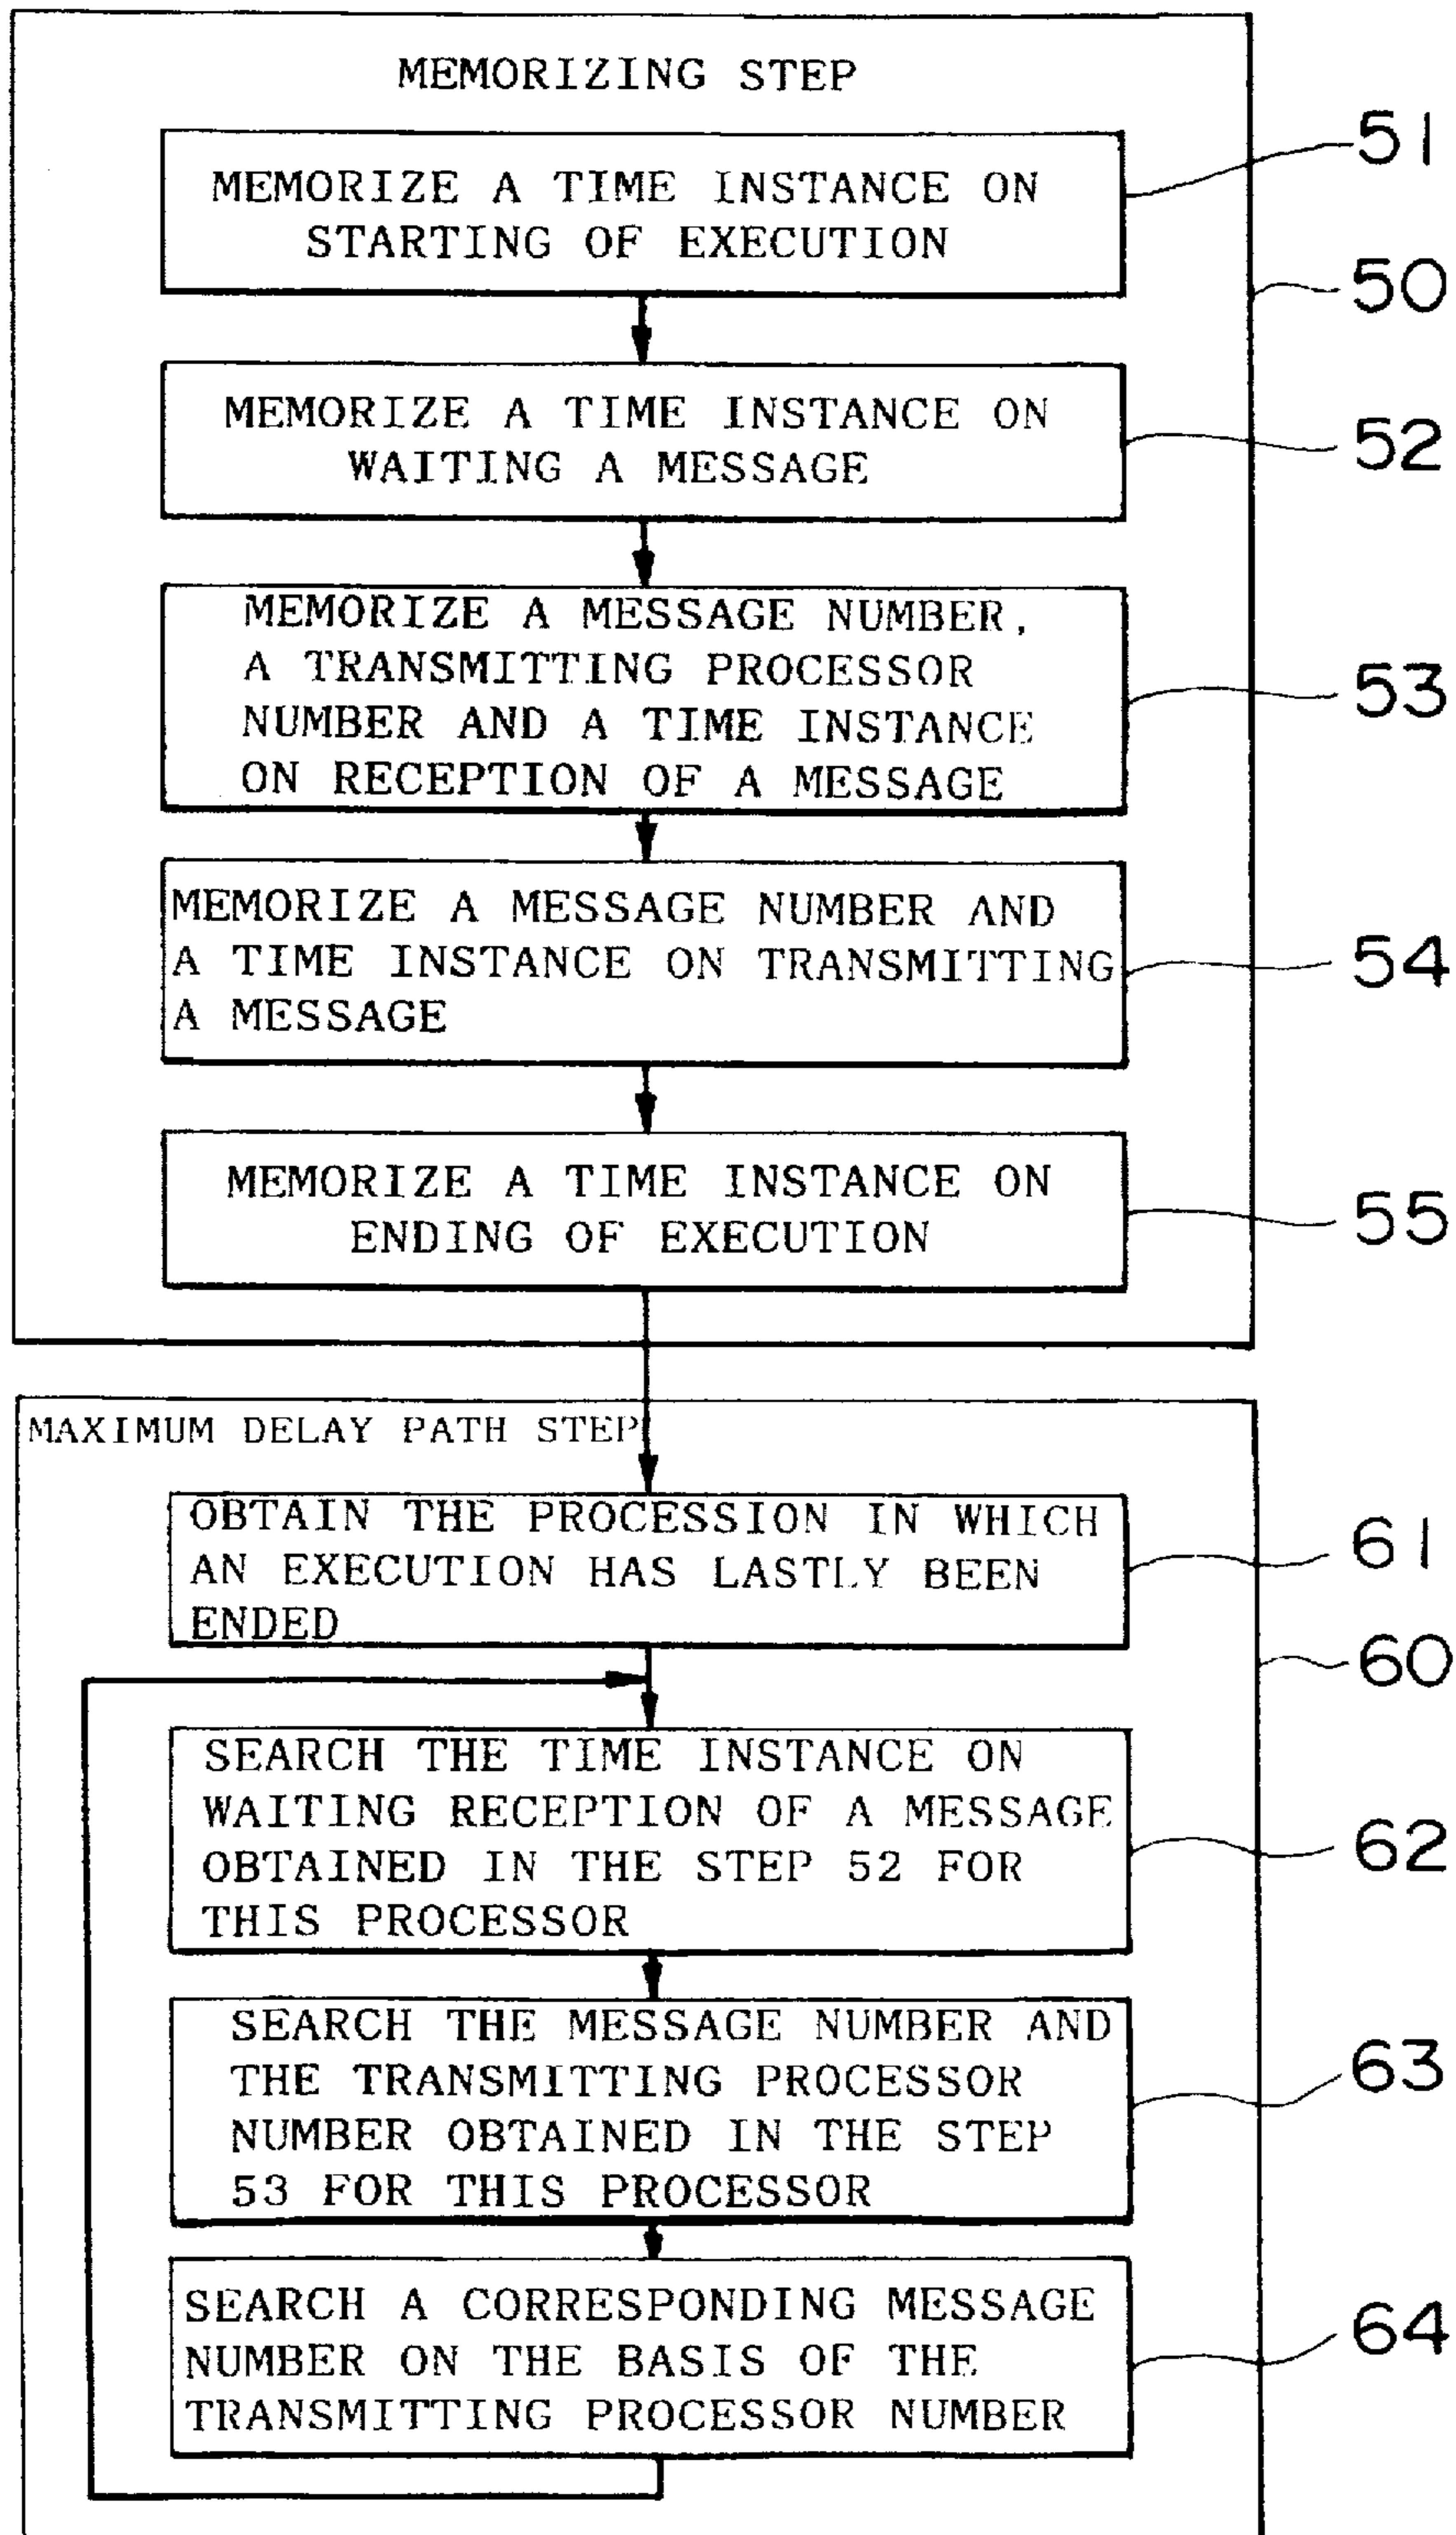 MEMORIZING STEP
51
MEMORIZE A TIME INSTANCE ON
STARTING OF EXECUTION
50
MEMORIZE A TIME INSTANCE ON
WAITING A MESSAGE
52
MEMORIZE A MESSAGE NUMBER,
A TRANSMITTING PROCESSOR
NUMBER AND A TIME INSTANCE
ON RECEPTION OF A MESSAGE
53
MEMORIZE A MESSAGE NUMBER AND
A TIME INSTANCE ON TRANSMITTING
A MESSAGE
54
MEMORIZE A TIME INSTANCE ON
ENDING OF EXECUTION
55
MAXIMUM DELAY PATH STEP
OBTAIN THE PROCESSION IN WHICH
AN EXECUTION HAS LASTLY BEEN
ENDED
61
60
SEARCH THE TIME INSTANCE ON
WAITING RECEPTION OF A MESSAGE
OBTAINED IN THE STEP 52 FOR
THIS PROCESSOR
62
SEARCH THE MESSAGE NUMBER AND
THE TRANSMITTING PROCESSOR
NUMBER OBTAINED IN THE STEP
53 FOR THIS PROCESSOR
63
SEARCH A CORRESPONDING MESSAGE
NUMBER ON THE BASIS OF THE
TRANSMITTING PROCESSOR NUMBER
64